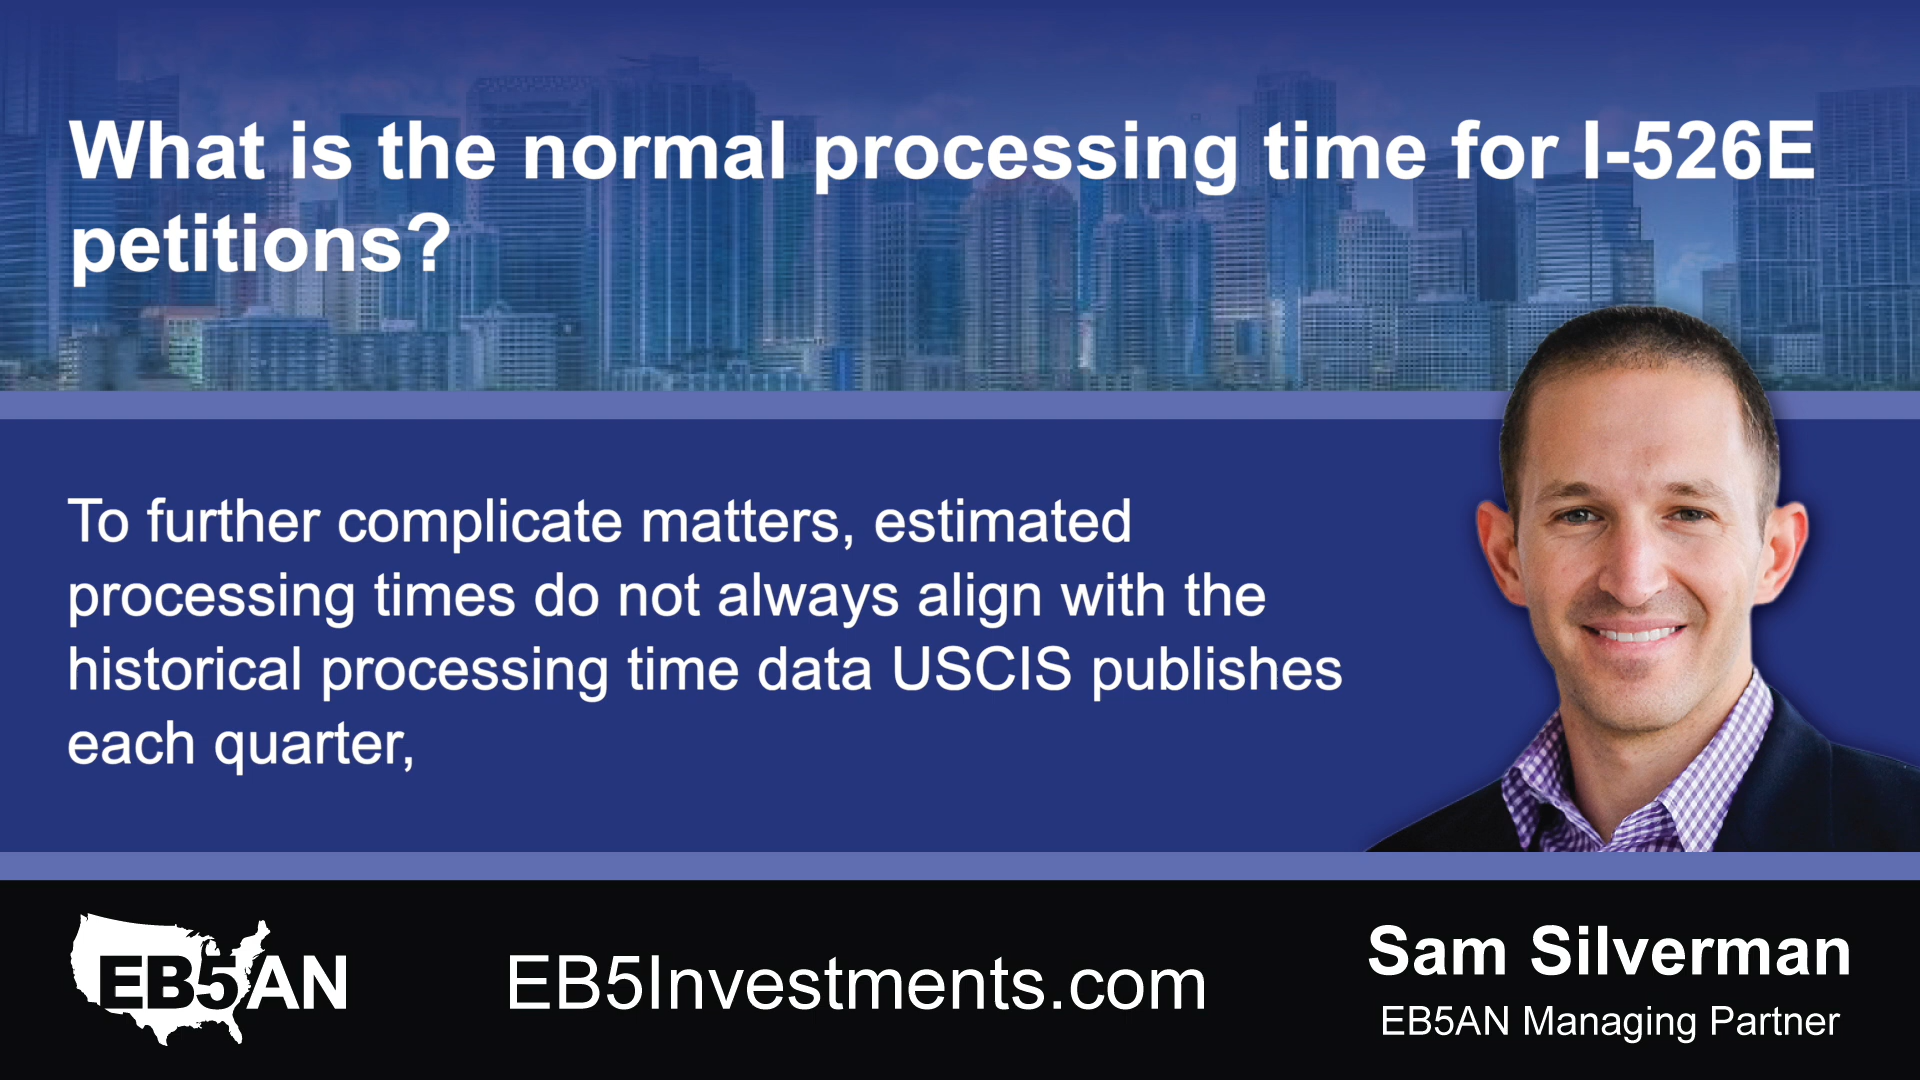 What is the normal processing time for I-526E
petitions?
To further complicate matters, estimated
processing times do not always align with the
historical processing time data USCIS publishes
each quarter,
EB5AN
EB5Investments.com
Sam Silverman
EB5AN Managing Partner